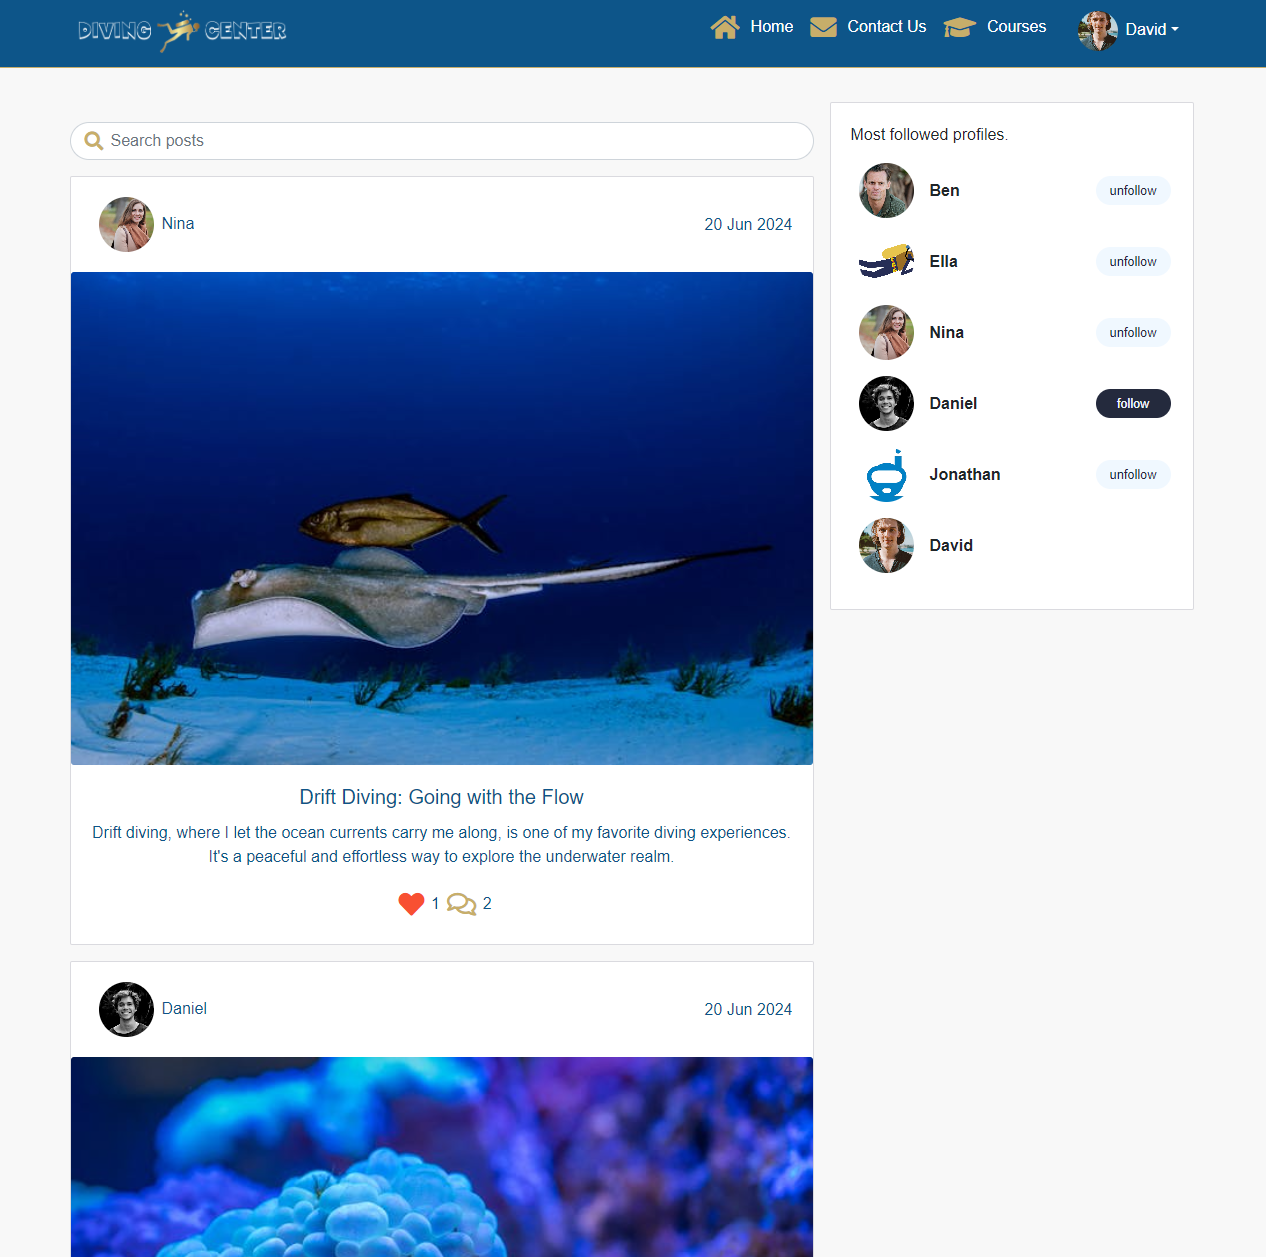 DIVING CENTER
Home
Contact Us
Courses
David
Search posts
Nina
20 Jun 2024
Drift Diving: Going with the Flow
Drift diving, where I let the ocean currents carry me along, is one of my favorite diving experiences.
It's a peaceful and effortless way to explore the underwater realm.
1
2
Daniel
20 Jun 2024
Most followed profiles.
Ben
unfollow
Ella
unfollow
Nina
unfollow
Daniel
follow
Jonathan
unfollow
David